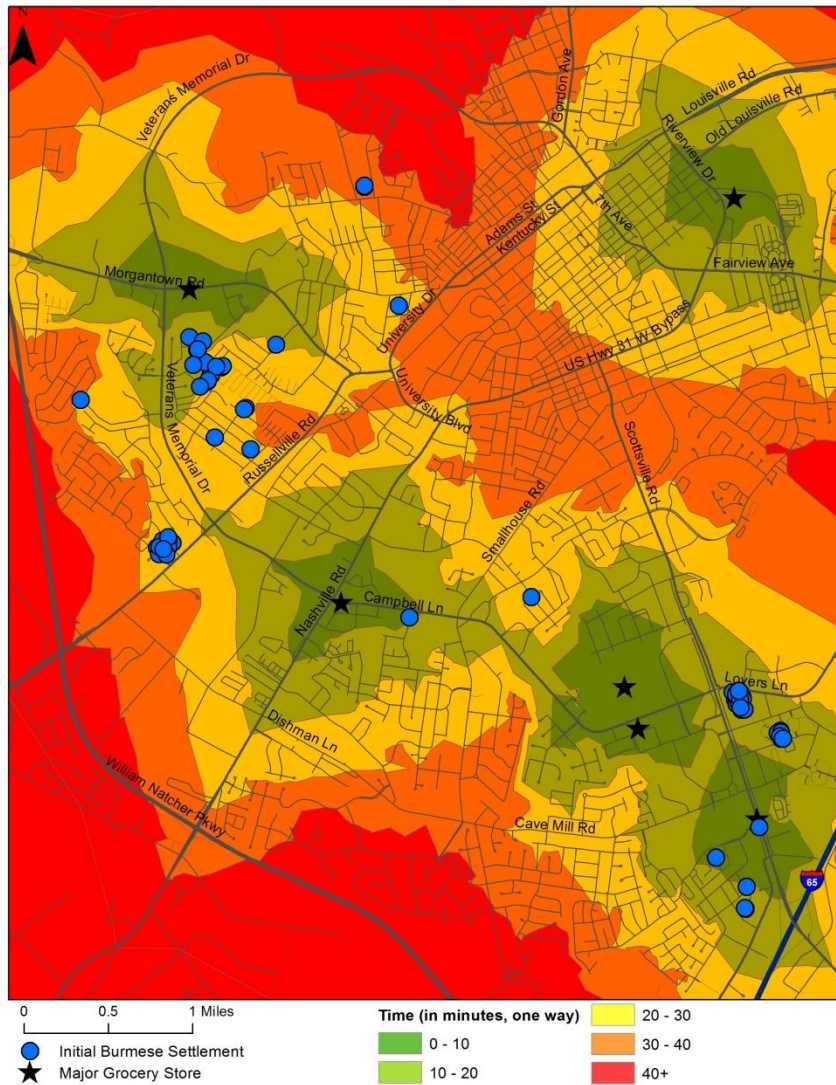 N
Veterans Memorial Dr
Gordon Ave
Louisville Rd
Old Louisville Rd
Riverview Dr
Adams St
Kentucky St
7th Ave
Fairview Ave
Morgantown Rd
University Dr
US Hwy 31 W Bypass
University Blvd
Veterans Memorial Dr
Russellville Rd
Scottsville Rd
Smallhouse Rd
Nashville Rd
Campbell Ln
Lovers Ln
Dishman Ln
William Natcher Pkwy
Cave Mill Rd
65
0 0.5 1 Miles
Initial Burmese Settlement
Major Grocery Store
Time (in minutes, one way)
0 - 10
10 - 20
20 - 30
30 - 40
40+